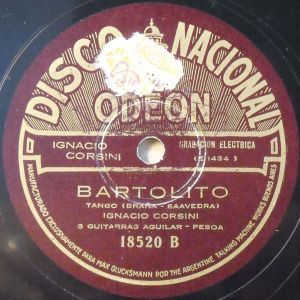 DISCO NACIONAL
ODEON
IGNACIO
CORSINI
GRABACION ELECTRICA
(E 1434)
BARTOLITO
TANGO (BRAÑA - SAAVEDRA)
IGNACIO CORSINI
3 GUITARRAS AGUILAR - PESOA
18520 B
MANUFACTURADO EXCLUSIVAMENTE PARA MAX GLUCKSMANN POR THE ARGENTINE TALKING MACHINE WORKS BUENOS AIRES